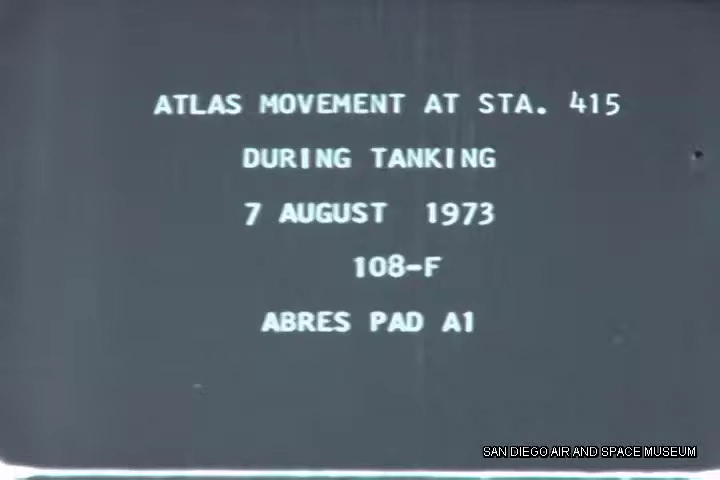 ATLAS MOVEMENT AT STA. 415
DURING TANKING
7 AUGUST 1973
108-F
ABRES PAD A1
SAN DIEGO AIR AND SPACE MUSEUM